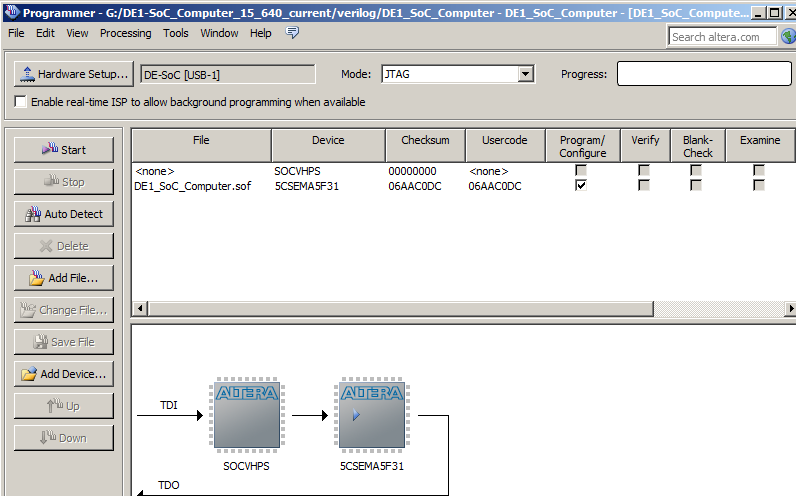 Programmer - G:/DE1-SoC_Computer_15_640_current/verilog/DE1_SoC_Computer - DE1_SoC_Computer - [DE1_SoC_Compute...
File Edit View Processing Tools Window Help
Search altera.com
Hardware Setup... DE-SoC [USB-1] Mode: JTAG Progress:
Enable real-time ISP to allow background programming when available
Start
Stop
Auto Detect
Delete
Add File...
Change File...
Save File
Add Device...
Up
Down
File Device Checksum Usercode Program/ Verify Blank- Examine
Configure Check
<none> SOCVHPS 00000000 <none>
DE1_SoC_Computer.sof 5CSEMA5F31 06AAC0DC 06AAC0DC
ALTERA ALTERA
TDI
SOCVHPS 5CSEMA5F31
TDO